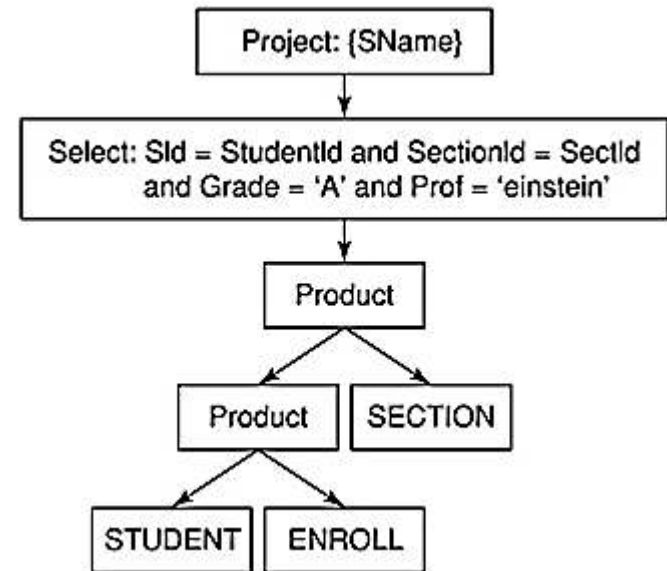 Project: {SName}
Select: SId = StudentId and SectionId = SectId
and Grade = ‘A’ and Prof = ‘einstein’
Product
Product
SECTION
STUDENT
ENROLL